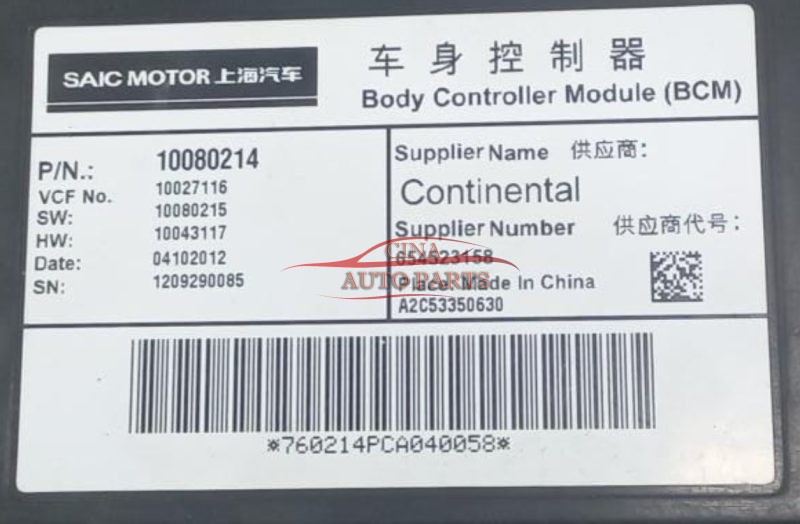 SAIC MOTOR 上海汽车
车身控制器
Body Controller Module (BCM)
P/N.: 10080214
VCF No. 10027116
SW: 10080215
HW: 10043117
Date: 04102012
SN: 1209290085
Supplier Name 供应商：
Continental
Supplier Number 供应商代号：
654523158
Place: Made In China
A2C53350630
CINA
AUTO PARTS
※760214PCA040058※